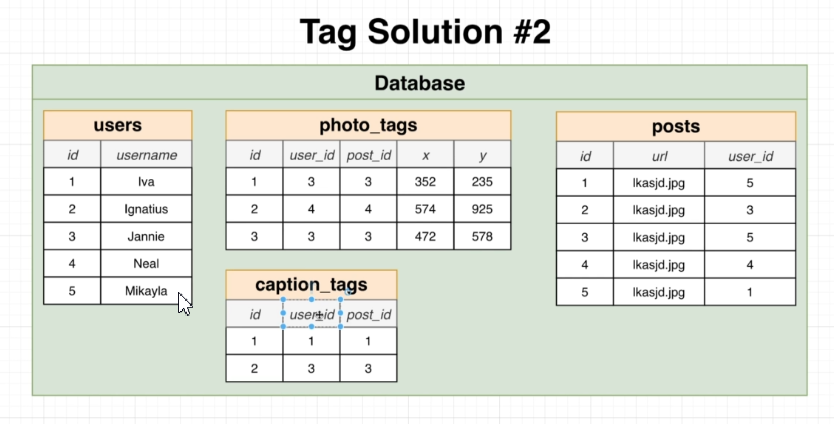 Tag Solution #2
Database
users
id username
1 Iva
2 Ignatius
3 Jannie
4 Neal
5 Mikayla
photo_tags
id user_id post_id x y
1 3 3 352 235
2 4 4 574 925
3 3 3 472 578
caption_tags
id user_id post_id
1 1 1
2 3 3
posts
id url user_id
1 lkasjd.jpg 5
2 lkasjd.jpg 3
3 lkasjd.jpg 5
4 lkasjd.jpg 4
5 lkasjd.jpg 1